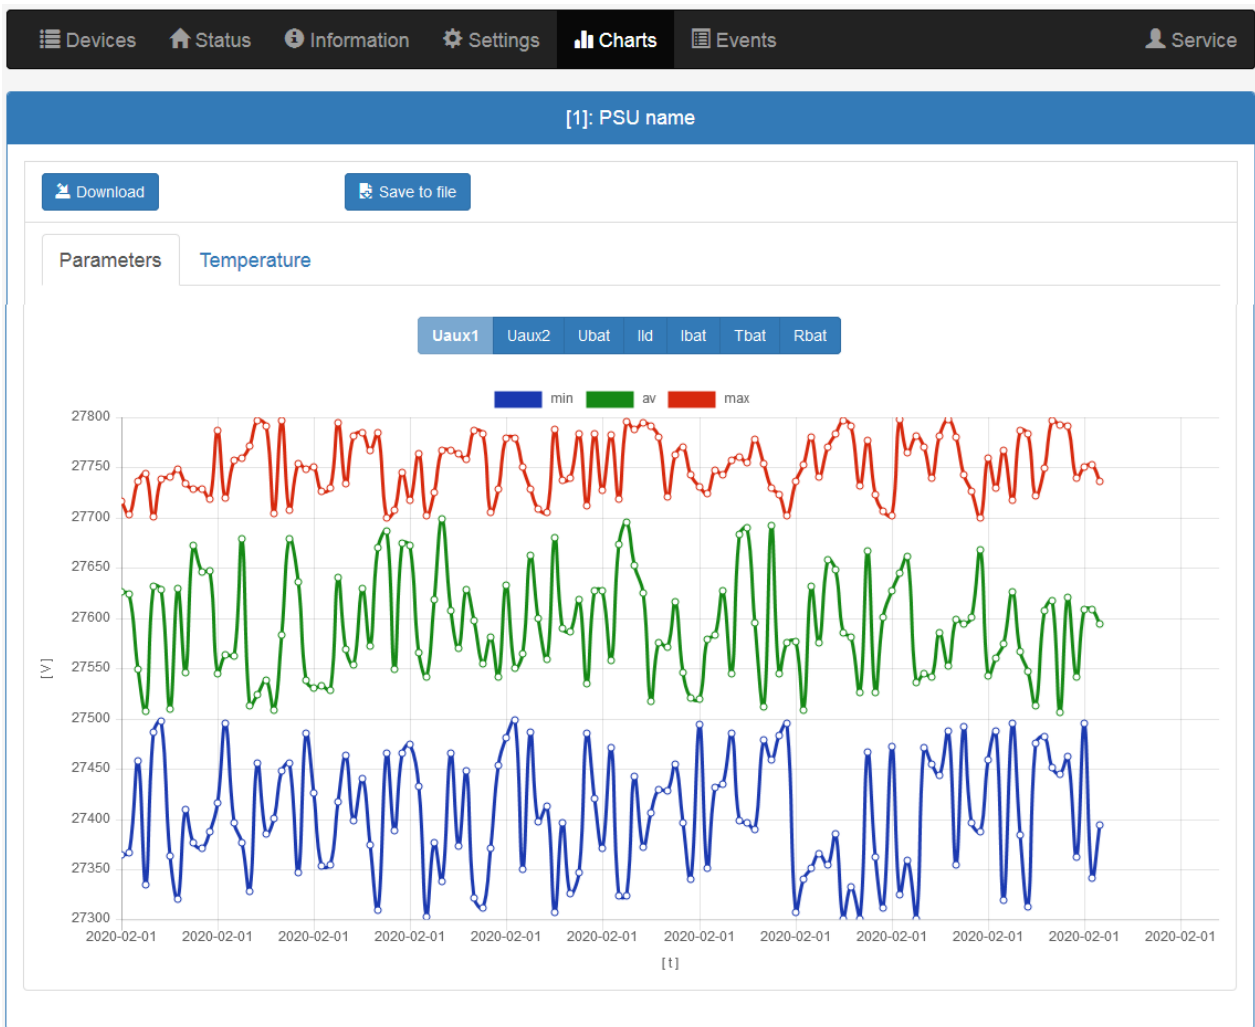 Devices Status Information Settings Charts Events Service
[1]: PSU name
Download Save to file
Parameters Temperature
Uaux1 Uaux2 Ubat Ild Ibat Tbat Rbat
min av max
27800
27750
27700
27650
27600
27550
[V]
27500
27450
27400
27350
27300
2020-02-01 2020-02-01 2020-02-01 2020-02-01 2020-02-01 2020-02-01 2020-02-01 2020-02-01 2020-02-01 2020-02-01 2020-02-01 2020-02-01
[t]